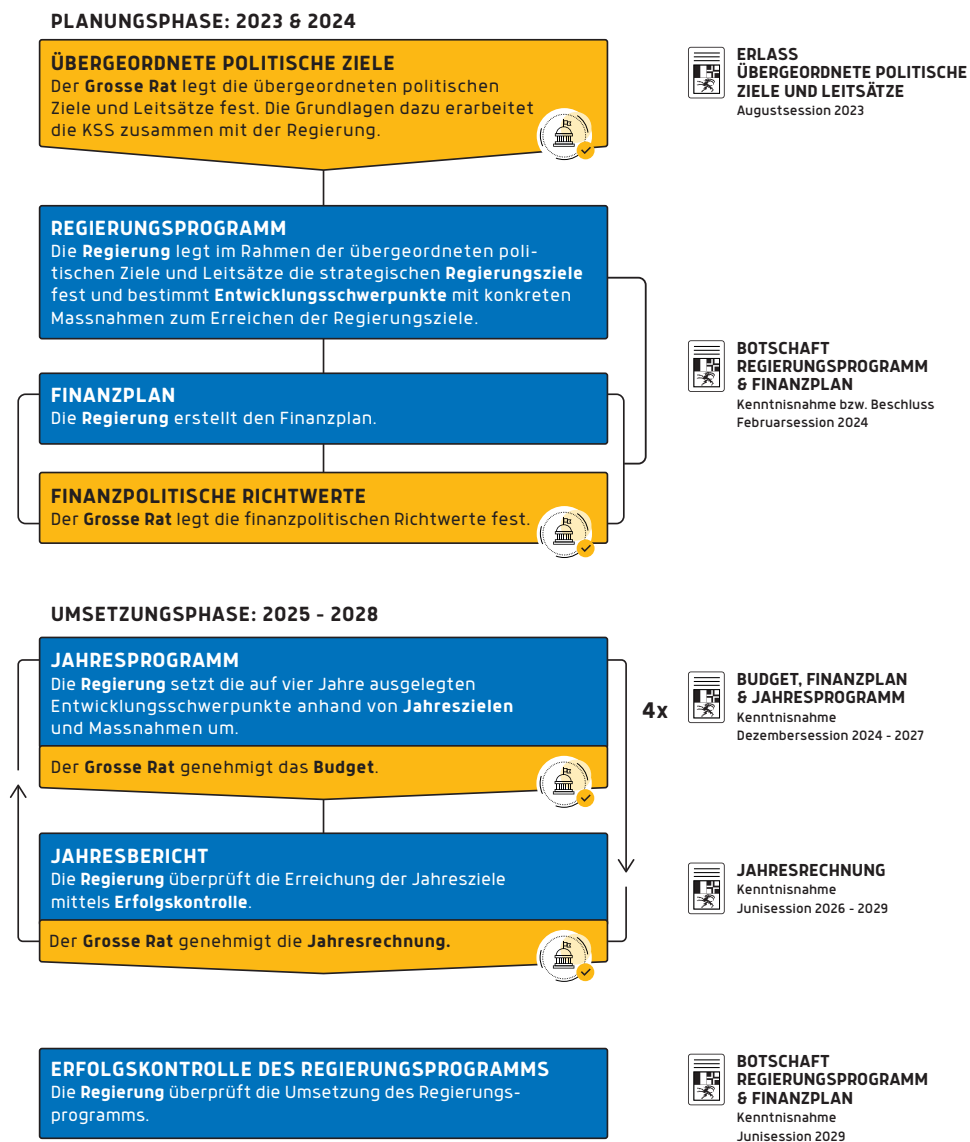 PLANUNGSPHASE: 2023 & 2024
ÜBERGEORDNETE POLITISCHE ZIELE
Der Grosse Rat legt die übergeordneten politischen
Ziele und Leitsätze fest. Die Grundlagen dazu erarbeitet
die KSS zusammen mit der Regierung.
ERLASS
ÜBERGEORDNETE POLITISCHE
ZIELE UND LEITSÄTZE
Augustsession 2023
REGIERUNGSPROGRAMM
Die Regierung legt im Rahmen der übergeordneten poli-
tischen Ziele und Leitsätze die strategischen Regierungsziele
fest und bestimmt Entwicklungsschwerpunkte mit konkreten
Massnahmen zum Erreichen der Regierungsziele.
FINANZPLAN
Die Regierung erstellt den Finanzplan.
FINANZPOLITISCHE RICHTWERTE
Der Grosse Rat legt die finanzpolitischen Richtwerte fest.
BOTSCHAFT
REGIERUNGSPROGRAMM
& FINANZPLAN
Kenntnisnahme bzw. Beschluss
Februarsession 2024
UMSETZUNGSPHASE: 2025 - 2028
JAHRESPROGRAMM
Die Regierung setzt die auf vier Jahre ausgelegten
Entwicklungsschwerpunkte anhand von Jahreszielen
und Massnahmen um.
Der Grosse Rat genehmigt das Budget.
4x
BUDGET, FINANZPLAN
& JAHRESPROGRAMM
Kenntnisnahme
Dezembersession 2024 - 2027
JAHRESBERICHT
Die Regierung überprüft die Erreichung der Jahresziele
mittels Erfolgskontrolle.
Der Grosse Rat genehmigt die Jahresrechnung.
JAHRESRECHNUNG
Kenntnisnahme
Junisession 2026 - 2029
ERFOLGSKONTROLLE DES REGIERUNGSPROGRAMMS
Die Regierung überprüft die Umsetzung des Regierungs-
programms.
BOTSCHAFT
REGIERUNGSPROGRAMM
& FINANZPLAN
Kenntnisnahme
Junisession 2029